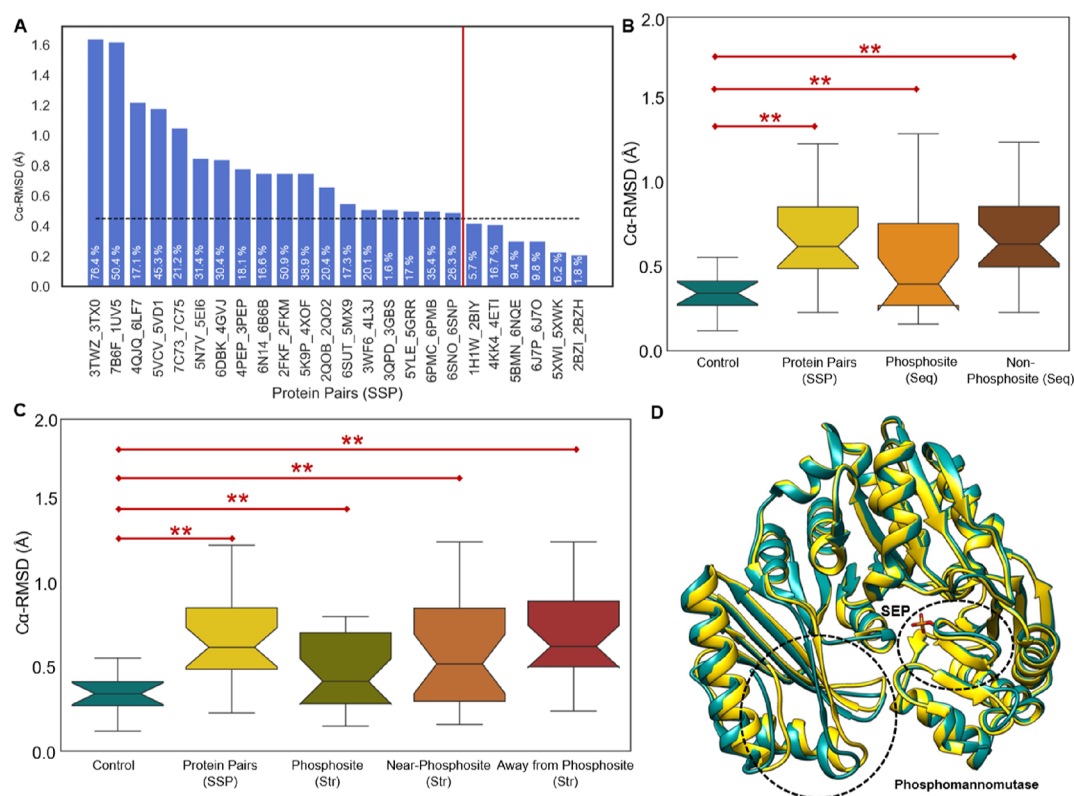 A
Cα-RMSD (Å)
1.6
1.4
1.2
1.0
0.8
0.6
0.4
0.2
0.0
76.4 %
50.4 %
17.1 %
45.3 %
21.2 %
31.4 %
30.4 %
18.1 %
16.6 %
50.9 %
58.9 %
20.4 %
17.3 %
20.1 %
1.6 %
17 %
35.4 %
26.3 %
5.7 %
16.7 %
9.4 %
9.8 %
6.2 %
1.8 %
3TWZ_3TX0
7B6F_1UV5
4QJQ_6LF7
5VCV_5VD1
7C73_7C75
5N7V_5EI6
6DBK_4GVJ
4PEP_3PEP
6N14_6B6B
2FKF_2FKM
5K9P_4XOF
2QOB_2QO2
6SUT_5MX9
3WF6_4L3J
3QPD_3GBS
5YLE_5GRR
6PMC_6PMB
6SNO_6SNP
1H1W_2BIY
4KK4_4ETI
5BMN_6NQE
6J7P_6J7O
5XWI_5XWK
2BZI_2BZH
Protein Pairs (SSP)
B
Cα-RMSD (Å)
2.0
1.5
1.0
0.5
0.0
**
**
**
Control
Protein Pairs
(SSP)
Phosphosite
(Seq)
Non-
Phosphosite (Seq)
C
Cα-RMSD (Å)
2.0
1.5
1.0
0.5
0.0
**
**
**
**
Control
Protein Pairs
(SSP)
Phosphosite
(Str)
Near-Phosphosite
(Str)
Away from Phosphosite
(Str)
D
SEP
Phosphomannomutase